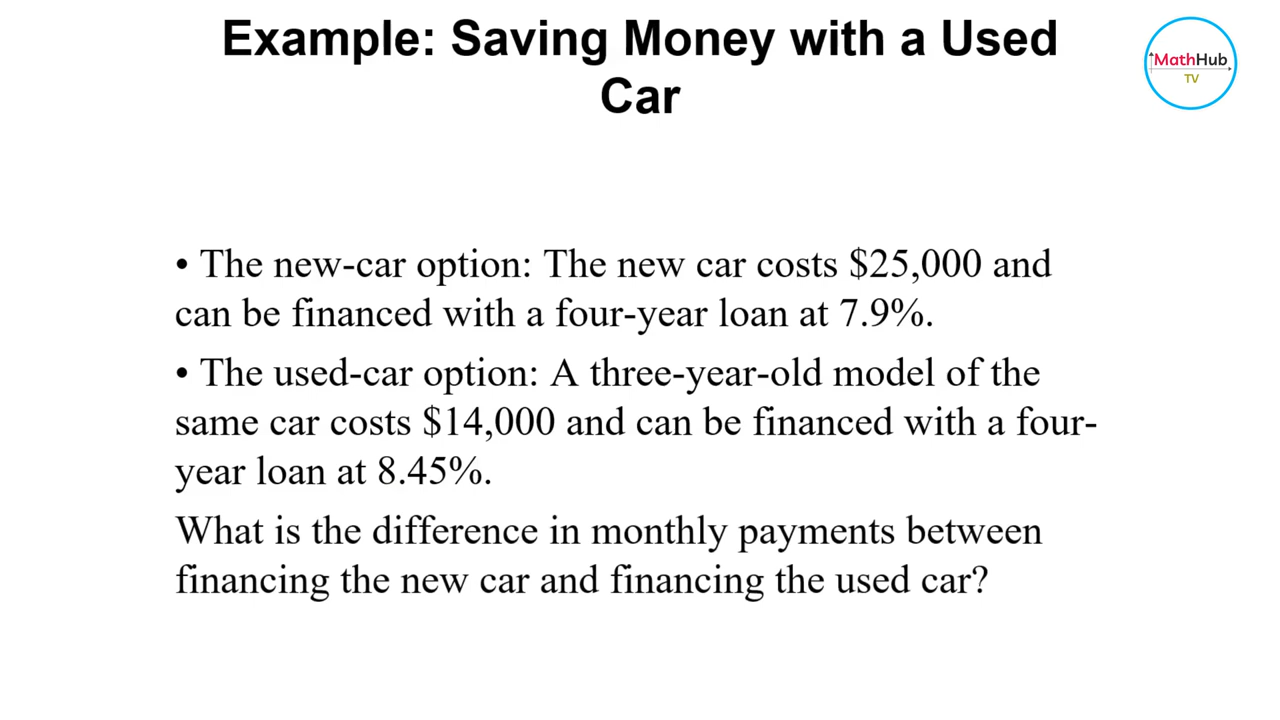 Example: Saving Money with a Used
Car
MathHub
TV
• The new-car option: The new car costs $25,000 and
can be financed with a four-year loan at 7.9%.
• The used-car option: A three-year-old model of the
same car costs $14,000 and can be financed with a four-
year loan at 8.45%.
What is the difference in monthly payments between
financing the new car and financing the used car?